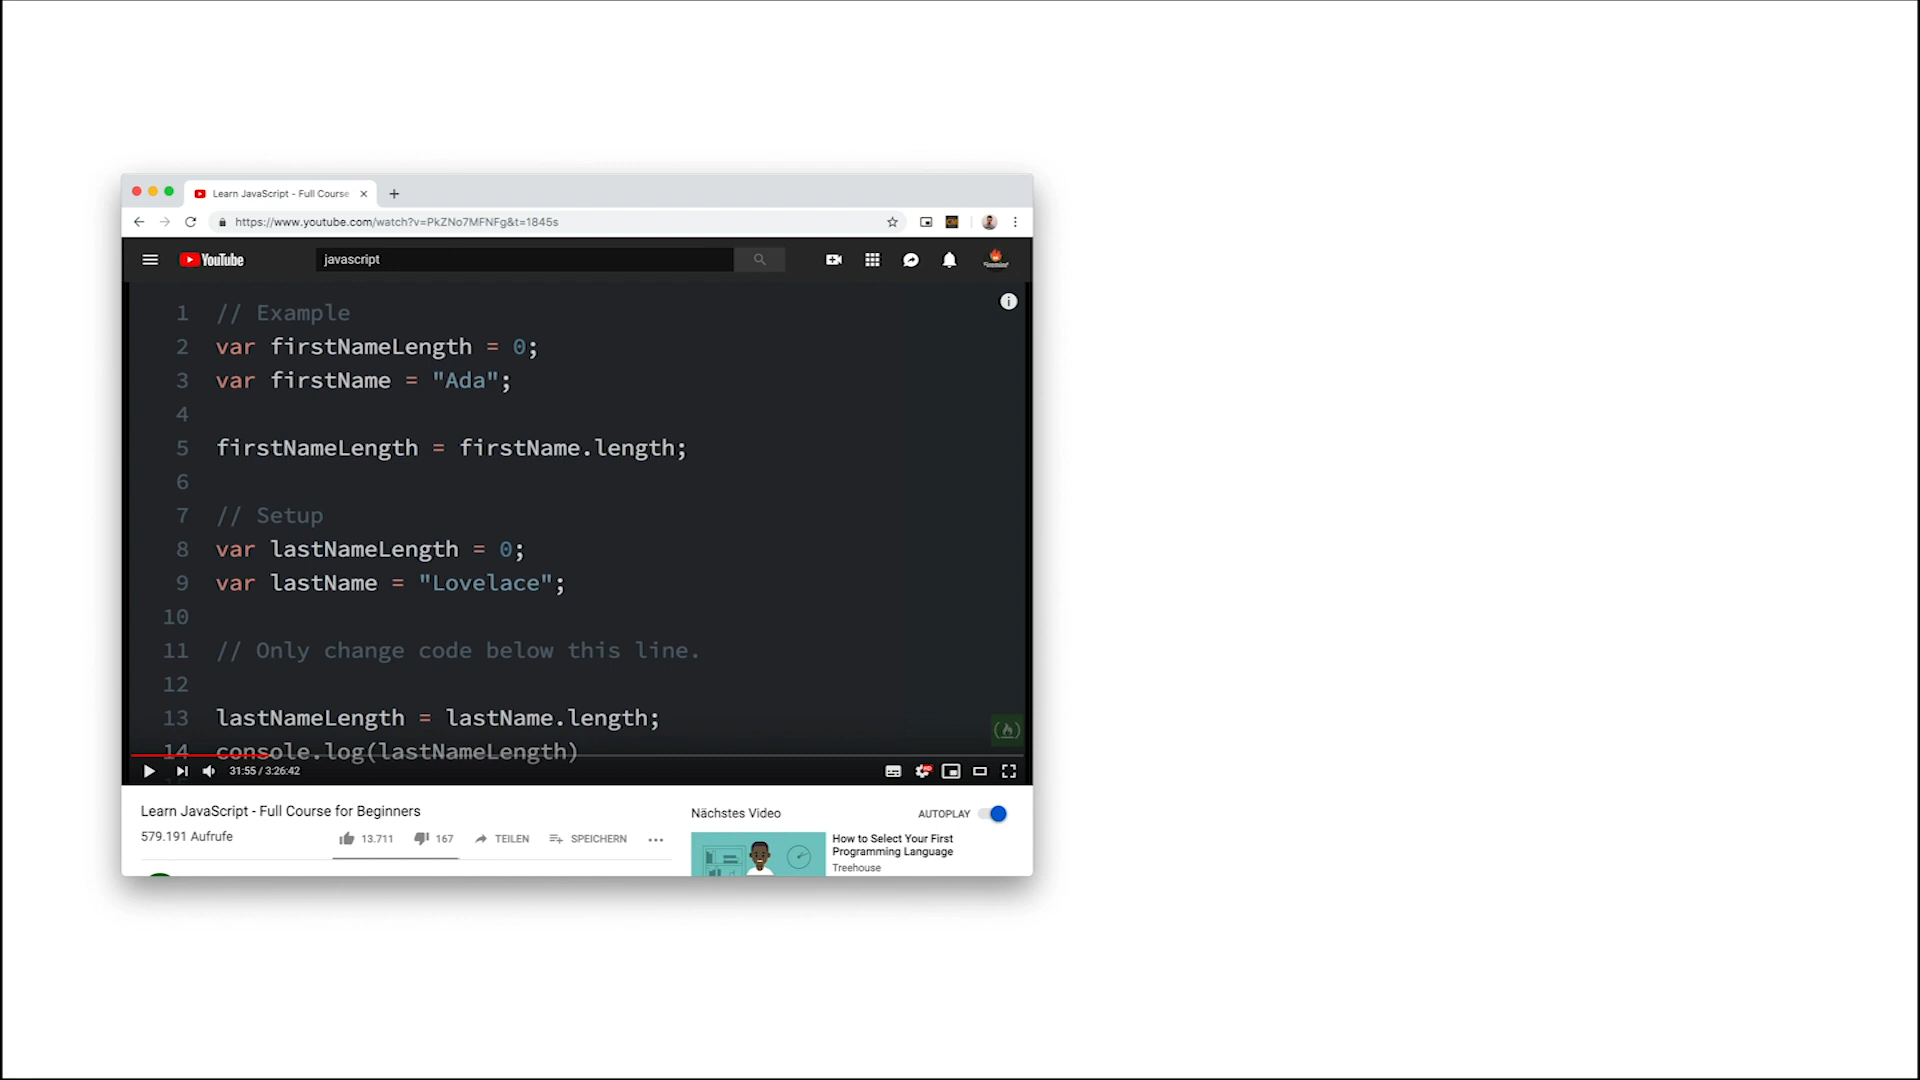 Learn JavaScript - Full Course
https://www.youtube.com/watch?v=PkZNo7MFNFg&t=1845s
YouTube
javascript
1 // Example
2 var firstNameLength = 0;
3 var firstName = "Ada";
4
5 firstNameLength = firstName.length;
6
7 // Setup
8 var lastNameLength = 0;
9 var lastName = "Lovelace";
10
11 // Only change code below this line.
12
13 lastNameLength = lastName.length;
14 console.log(lastNameLength)
31:55 / 3:26:42
HD
Learn JavaScript - Full Course for Beginners
579.191 Aufrufe
13.711
167
TEILEN
SPEICHERN
Nächstes Video
AUTOPLAY
How to Select Your First
Programming Language
Treehouse